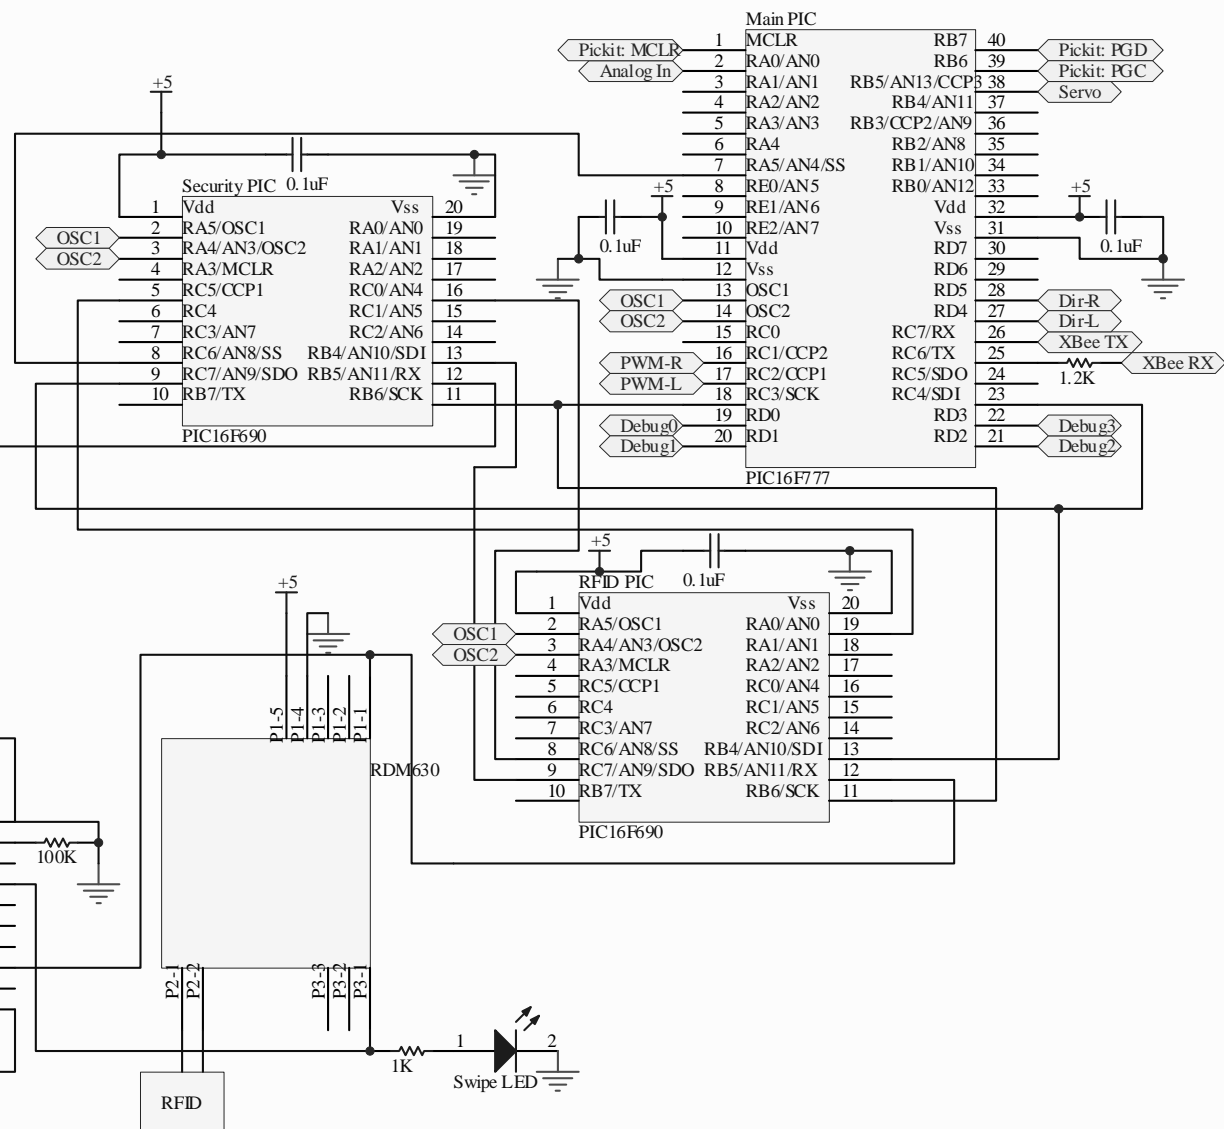 Main PIC
Pickit: MCLR 1 MCLR RB7 40 Pickit: PGD
Analog In 2 RA0/AN0 RB6 39 Pickit: PGC
3 RA1/AN1 RB5/AN13/CCP3 38 Servo
4 RA2/AN2 RB4/AN11 37
5 RA3/AN3 RB3/CCP2/AN9 36
6 RA4 RB2/AN8 35
7 RA5/AN4/SS RB1/AN10 34
8 RE0/AN5 RB0/AN12 33
9 RE1/AN6 Vdd 32
10 RE2/AN7 Vss 31
11 Vdd RD7 30
12 Vss RD6 29
OSC1 13 OSC1 RD5 28 Dir-R
OSC2 14 OSC2 RD4 27 Dir-L
15 RC0 RC7/RX 26 XBee TX
PWM-R 16 RC1/CCP2 RC6/TX 25 XBee RX
1.2K
PWM-L 17 RC2/CCP1 RC5/SDO 24
18 RC3/SCK RC4/SDI 23
Debug0 19 RD0 RD3 22 Debug3
Debug1 20 RD1 RD2 21 Debug2
PIC16F777
+5
0.1uF
+5
0.1uF
+5
0.1uF
Security PIC
1 Vdd Vss 20
OSC1 2 RA5/OSC1 RA0/AN0 19
OSC2 3 RA4/AN3/OSC2 RA1/AN1 18
4 RA3/MCLR RA2/AN2 17
5 RC5/CCP1 RC0/AN4 16
6 RC4 RC1/AN5 15
7 RC3/AN7 RC2/AN6 14
8 RC6/AN8/SS RB4/AN10/SDI 13
9 RC7/AN9/SDO RB5/AN11/RX 12
10 RB7/TX RB6/SCK 11
PIC16F690
+5
0.1uF
RFID PIC
1 Vdd Vss 20
OSC1 2 RA5/OSC1 RA0/AN0 19
OSC2 3 RA4/AN3/OSC2 RA1/AN1 18
4 RA3/MCLR RA2/AN2 17
5 RC5/CCP1 RC0/AN4 16
6 RC4 RC1/AN5 15
7 RC3/AN7 RC2/AN6 14
8 RC6/AN8/SS RB4/AN10/SDI 13
9 RC7/AN9/SDO RB5/AN11/RX 12
10 RB7/TX RB6/SCK 11
PIC16F690
+5
P1-5
P1-4
P1-3
P1-2
P1-1
RDM630
100K
P2-1
P2-2
P3-3
P3-2
P3-1
1K
1
2
Swipe LED
RFID